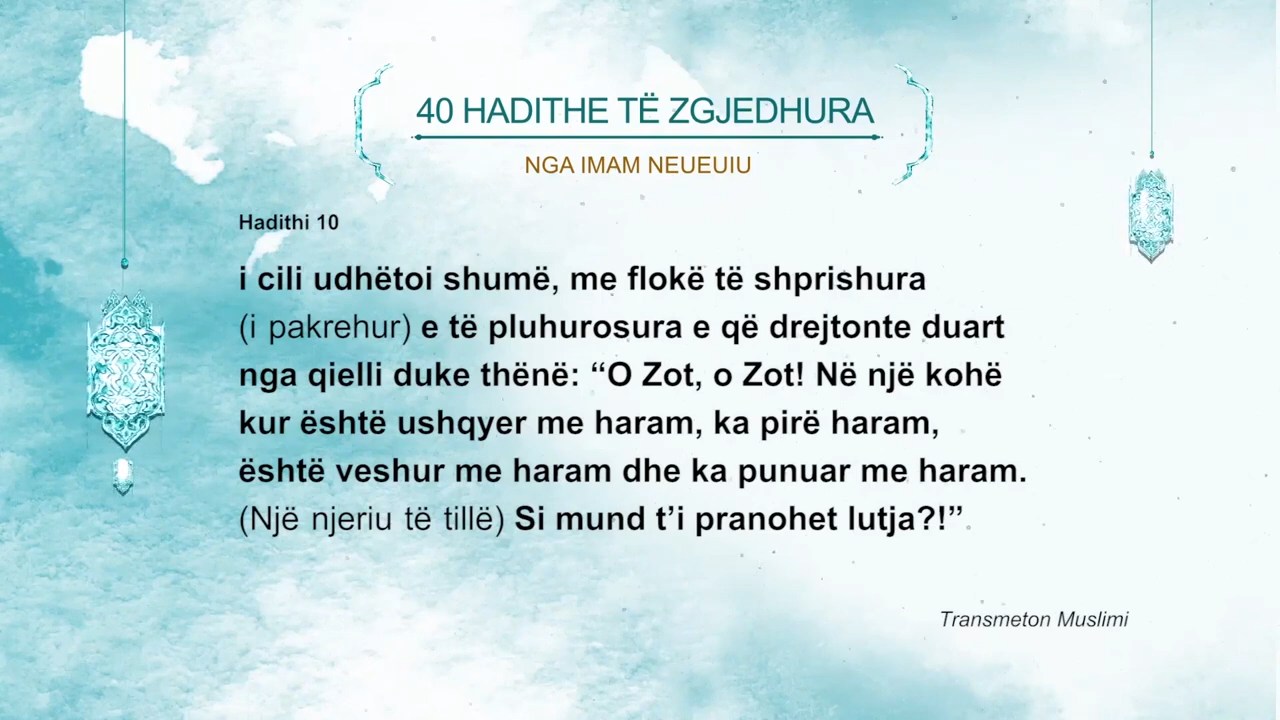 40 HADITHE TË ZGJEDHURA
NGA IMAM NEUEUIU
Hadithi 10
i cili udhëtoi shumë, me flokë të shprishura
(i pakrehur) e të pluhurosura e që drejtonte duart
nga qielli duke thënë: “O Zot, o Zot! Në një kohë
kur është ushqyer me haram, ka pirë haram,
është veshur me haram dhe ka punuar me haram.
(Një njeriu të tillë) Si mund t’i pranohet lutja?!”
Transmeton Muslimi